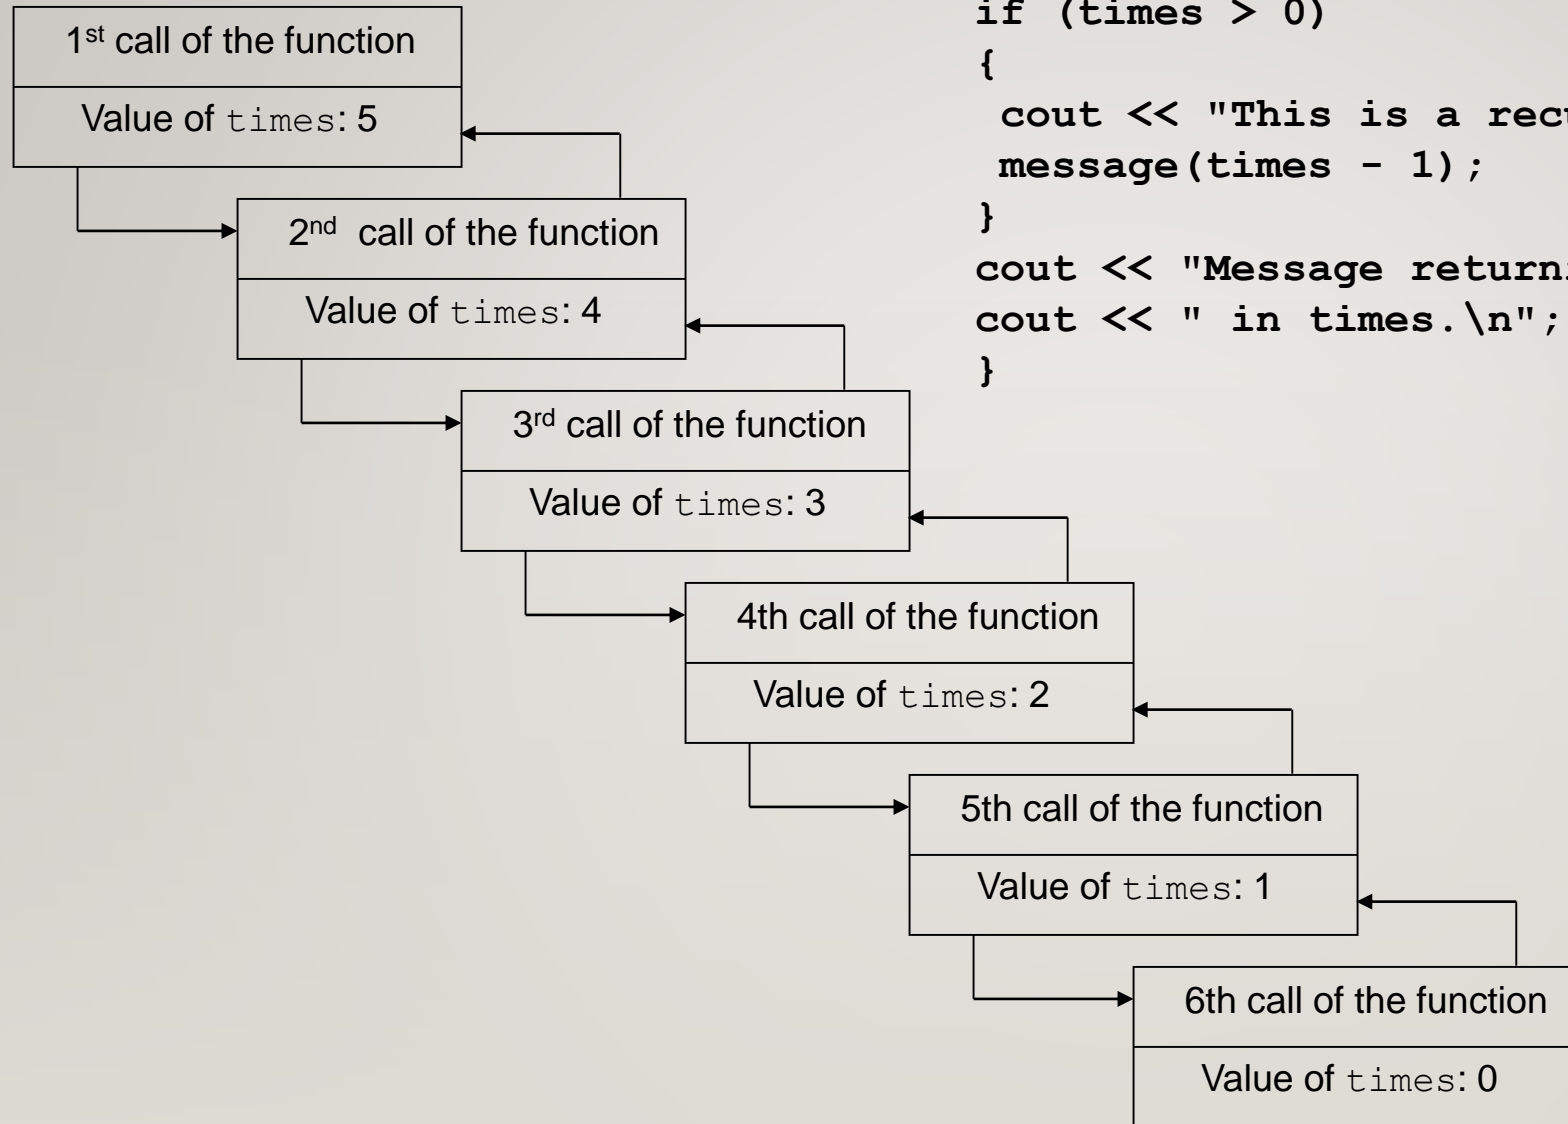 1st call of the function
Value of times: 5
2nd call of the function
Value of times: 4
3rd call of the function
Value of times: 3
4th call of the function
Value of times: 2
5th call of the function
Value of times: 1
6th call of the function
Value of times: 0
if (times > 0)
{
cout << "This is a
message(times - 1);
}
cout << "Message
cout << " in times.\n";
}